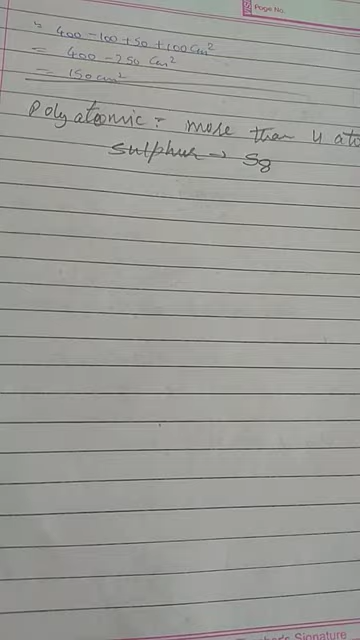 Page No.
= 400 - 100 + 50 + 100 cm²
= 400 - 250 cm²
= 150 cm²
Polyatomic = more than 4 ato
sulphur → S8
Signature